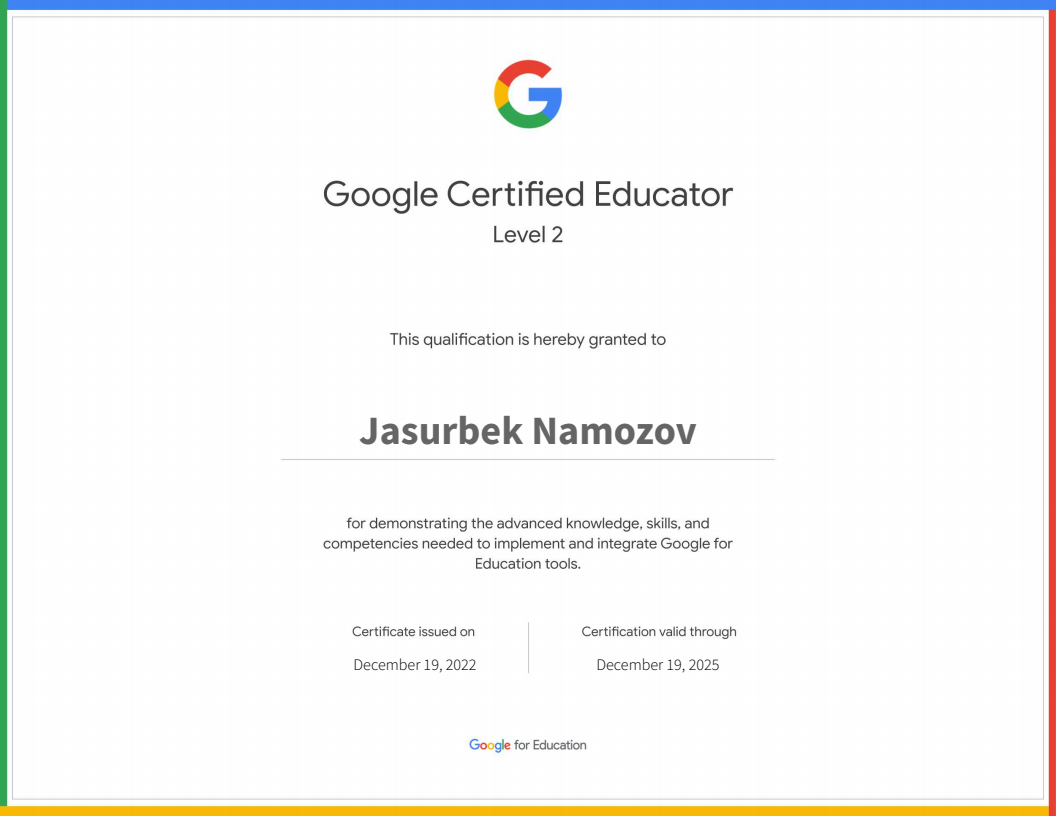 Google Certified Educator
Level 2
This qualification is hereby granted to
Jasurbek Namozov
for demonstrating the advanced knowledge, skills, and
competencies needed to implement and integrate Google for
Education tools.
Certificate issued on
December 19, 2022
Certification valid through
December 19, 2025
Google for Education